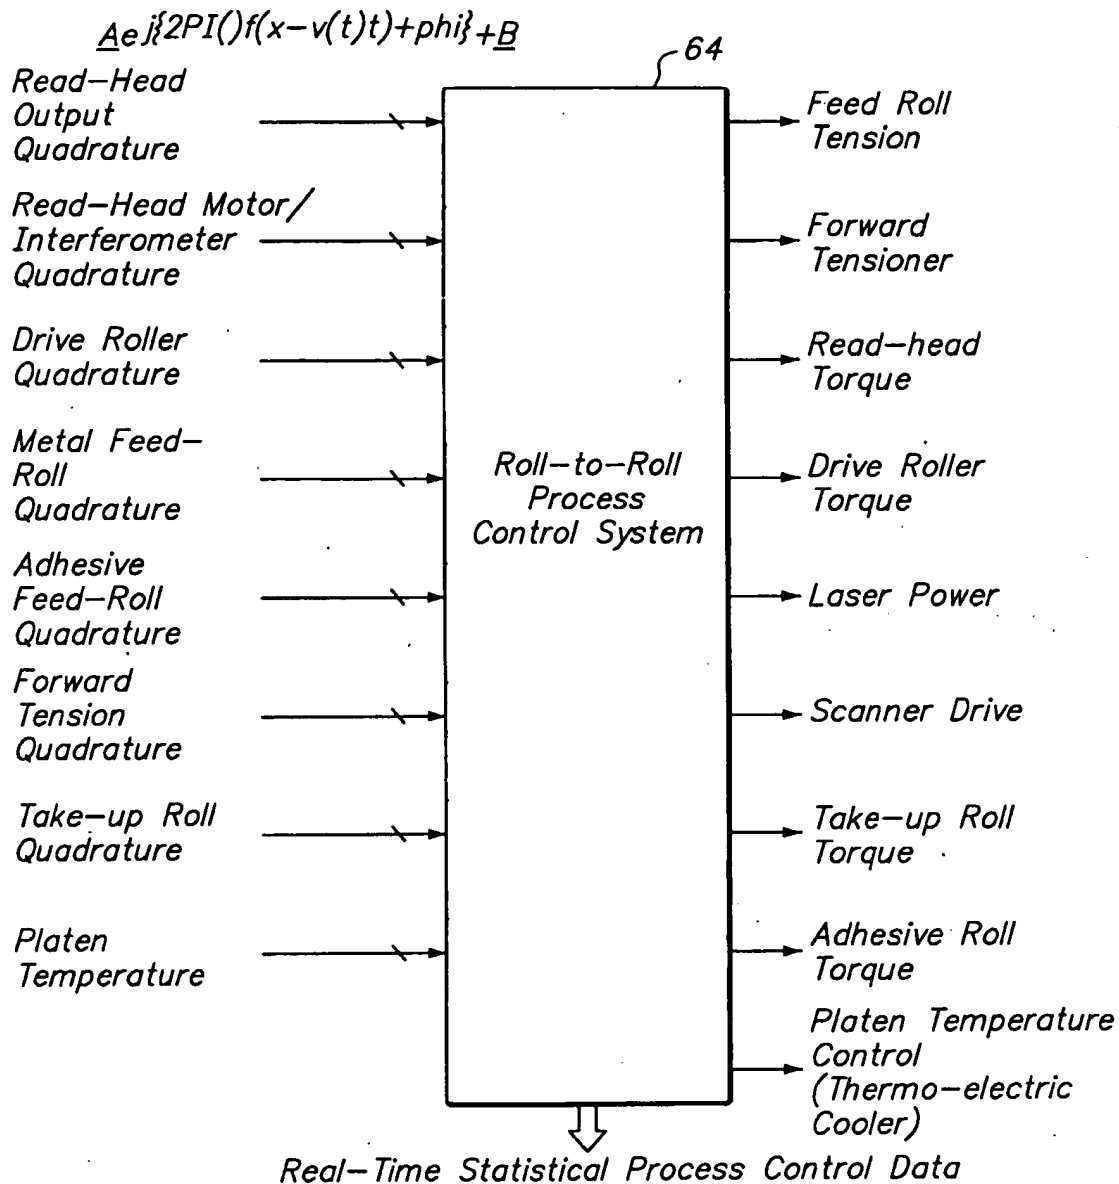 Ae j{2PI()f(x-v(t)t)+phi}+B
64
Read-Head
Output
Quadrature
Read-Head Motor/
Interferometer
Quadrature
Drive Roller
Quadrature
Metal Feed-
Roll
Quadrature
Adhesive
Feed-Roll
Quadrature
Forward
Tension
Quadrature
Take-up Roll
Quadrature
Platen
Temperature
Roll-to-Roll
Process
Control System
Feed Roll
Tension
Forward
Tensioner
Read-head
Torque
Drive Roller
Torque
Laser Power
Scanner Drive
Take-up Roll
Torque
Adhesive Roll
Torque
Platen Temperature
Control
(Thermo-electric
Cooler)
Real-Time Statistical Process Control Data